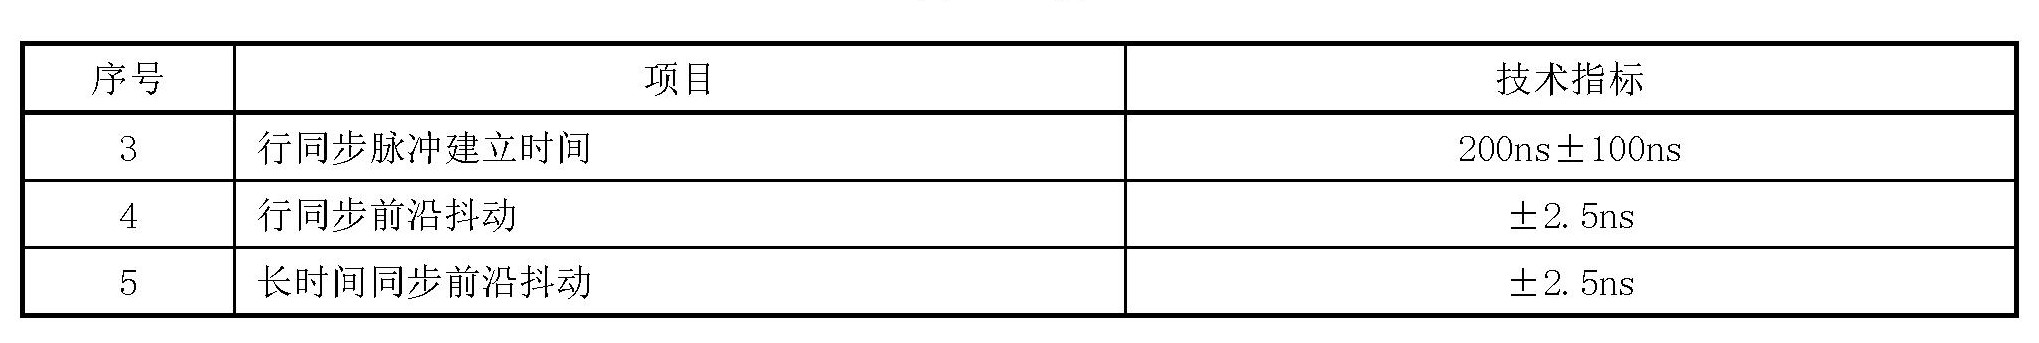 序号 项目 技术指标
3 行同步脉冲建立时间 200ns±100ns
4 行同步前沿抖动 ±2.5ns
5 长时间同步前沿抖动 ±2.5ns